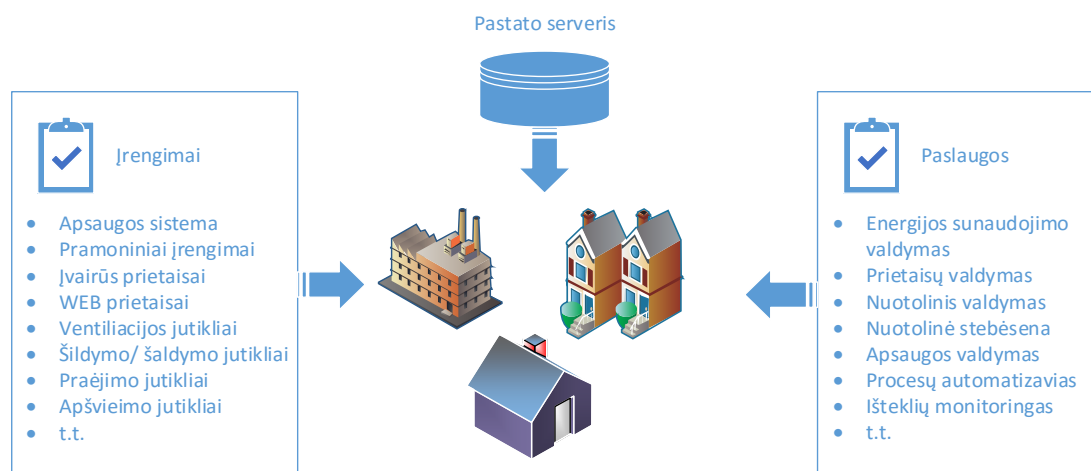 Pastato serveris
Įrengimai
• Apsaugos sistema
• Pramoniniai įrengimai
• Įvairūs prietaisai
• WEB prietaisai
• Ventiliacijos jutikliai
• Šildymo/ šaldymo jutikliai
• Praėjimo jutikliai
• Apšvieimo jutikliai
• t.t.
Paslaugos
• Energijos sunaudojimo
valdymas
• Prietaisų valdymas
• Nuotolinis valdymas
• Nuotolinė stebėsena
• Apsaugos valdymas
• Procesų automatizavias
• Išteklių monitoringas
• t.t.